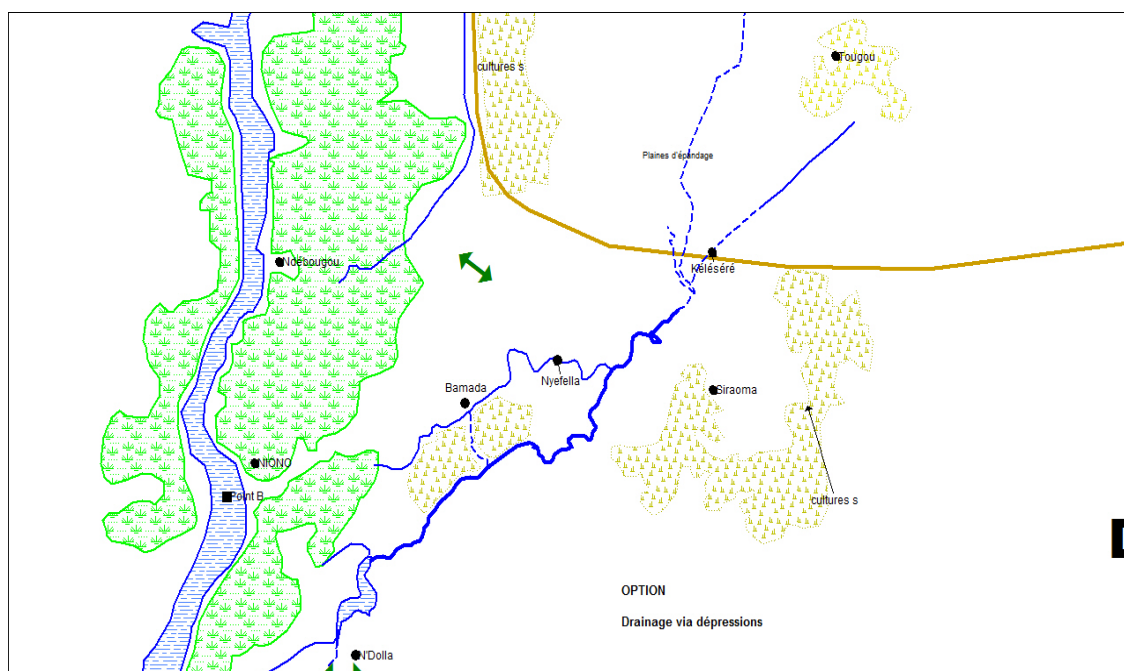 cultures s
Tougou
Plaines d'épandage
Ndébougou
Kéléséré
Nyefella
Bamada
Siraoma
NIONO
Point B
cultures s
OPTION
Drainage via dépressions
N'Dolla